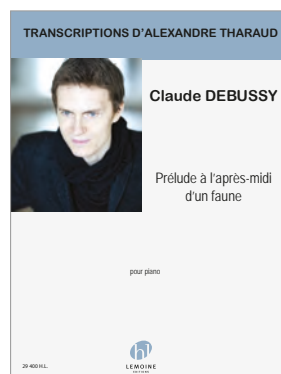 TRANSCRIPTIONS D'ALEXANDRE THARAUD
Claude DEBUSSY
Prélude à l'après-midi
d'un faune
pour piano
hl
LEMOINE
29 400 H.L.